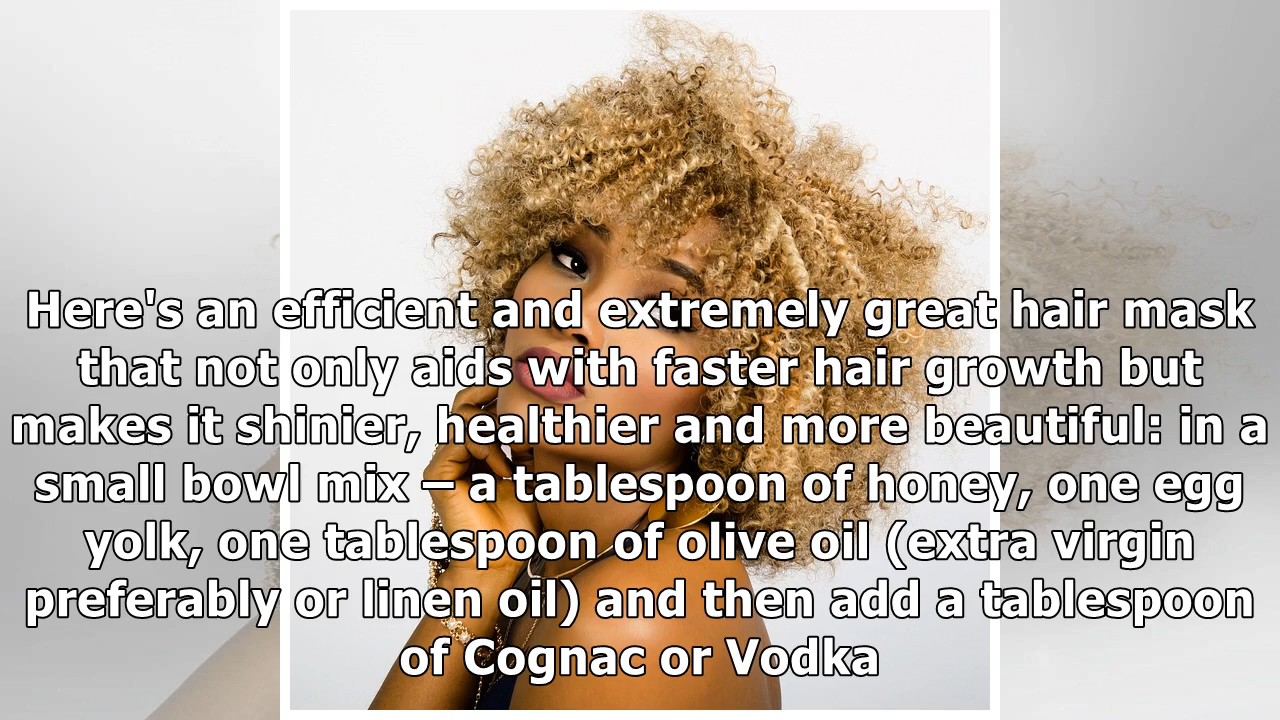 Here's an efficient and extremely great hair mask
that not only aids with faster hair growth but
makes it shinier, healthier and more beautiful: in a
small bowl mix – a tablespoon of honey, one egg
yolk, one tablespoon of olive oil (extra virgin
preferably or linen oil) and then add a tablespoon
of Cognac or Vodka